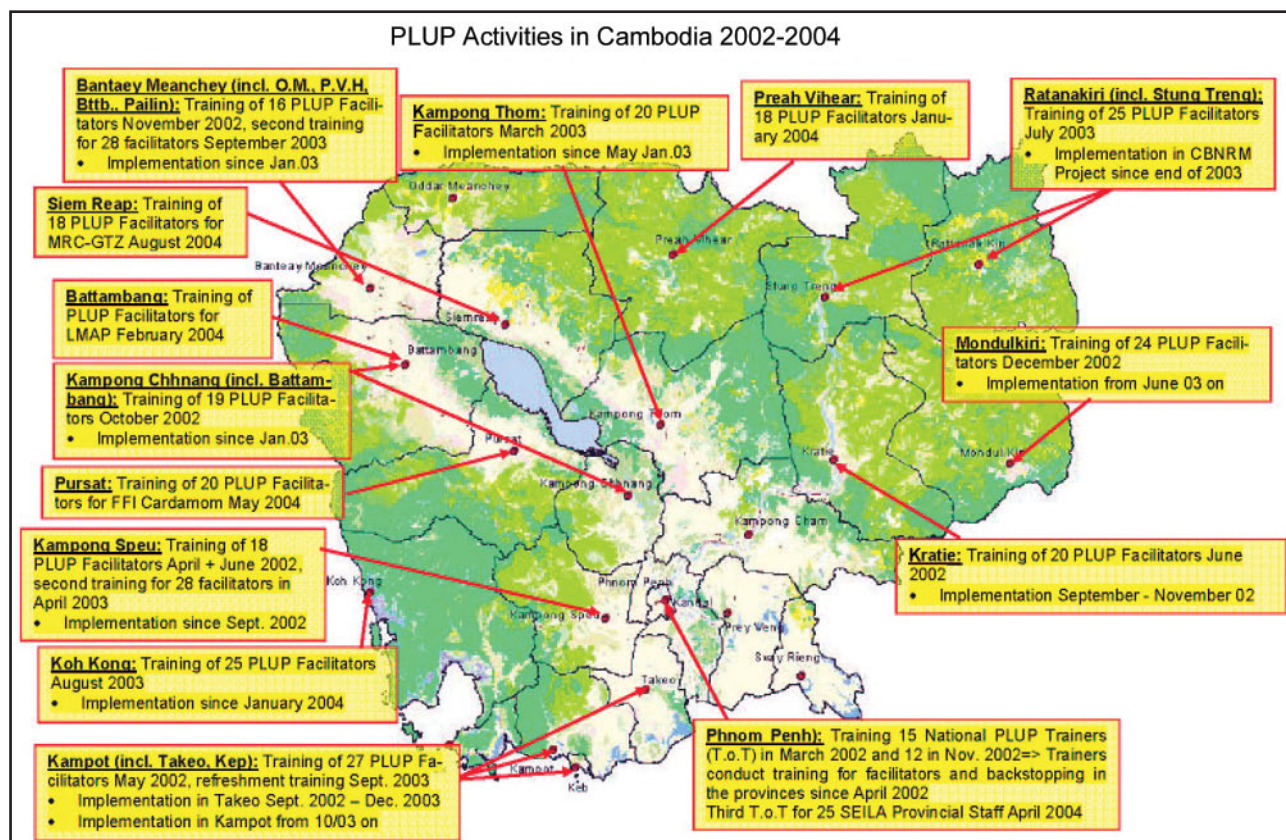 PLUP Activities in Cambodia 2002-2004
Bantaey Meanchey (incl. O.M., P.V.H,
Bttb., Pailin): Training of 16 PLUP Facili-
tators November 2002, second training
for 28 facilitators September 2003
• Implementation since Jan.03
Kampong Thom: Training of 20 PLUP
Facilitators March 2003
• Implementation since May Jan.03
Preah Vihear: Training of
18 PLUP Facilitators Janu-
ary 2004
Ratanakiri (incl. Stung Treng):
Training of 25 PLUP Facilitators
July 2003
• Implementation in CBNRM
Project since end of 2003
Siem Reap: Training of
18 PLUP Facilitators for
MRC-GTZ August 2004
Battambang: Training of
PLUP Facilitators for
LMAP February 2004
Kampong Chhnang (incl. Battam-
bang): Training of 19 PLUP Facilita-
tors October 2002
• Implementation since Jan.03
Pursat: Training of 20 PLUP Facilita-
tors for FFI Cardamom May 2004
Kampong Speu: Training of 18
PLUP Facilitators April + June 2002,
second training for 28 facilitators in
April 2003
• Implementation since Sept. 2002
Koh Kong: Training of 25 PLUP Facilitators
August 2003
• Implementation since January 2004
Kampot (incl. Takeo, Kep): Training of 27 PLUP Fa-
cilitators May 2002, refreshment training Sept. 2003
• Implementation in Takeo Sept. 2002 – Dec. 2003
• Implementation in Kampot from 10/03 on
Mondulkiri: Training of 24 PLUP Facili-
tators December 2002
• Implementation from June 03 on
Kratie: Training of 20 PLUP Facilitators June
2002
• Implementation September - November 02
Phnom Penh): Training 15 National PLUP Trainers
(T.o.T) in March 2002 and 12 in Nov. 2002=> Trainers
conduct training for facilitators and backstopping in
the provinces since April 2002
Third T.o.T for 25 SEILA Provincial Staff April 2004
Oddar Meanchey
Banteay Meanchey
Preah Vihear
Stung Treng
Siemreap
Battambang
Kampong Thom
Pursat
Kratie
Mondul Kiri
Kampong Chhnang
Kampong Cham
Koh Kong
Phnom Penh
Kandal
Kampong Speu
Prey Veng
Svay Rieng
Takeo
Kampot
Keb